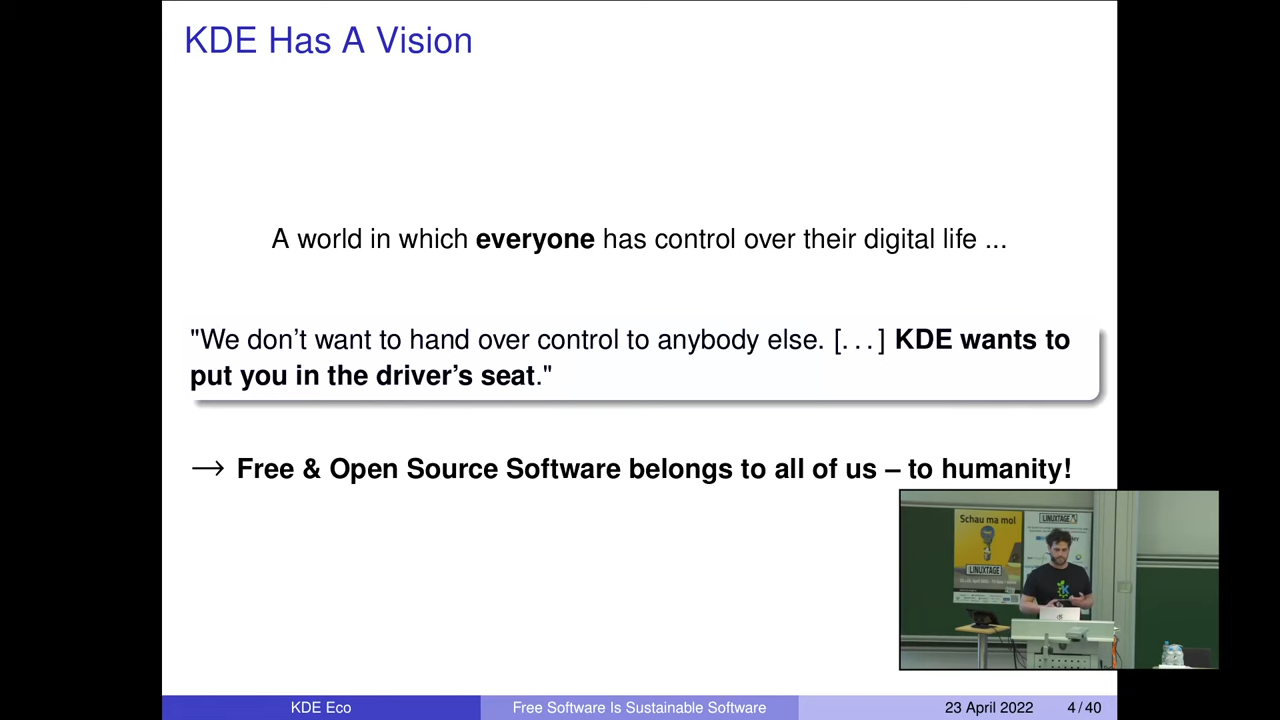 KDE Has A Vision
A world in which everyone has control over their digital life ...
"We don't want to hand over control to anybody else. [. . . ] KDE wants to
put you in the driver's seat."
→ Free & Open Source Software belongs to all of us – to humanity!
Schau ma mol
LINUXTAGE
LINUXTAGE
KDE Eco
Free Software Is Sustainable Software
23 April 2022
4 / 40